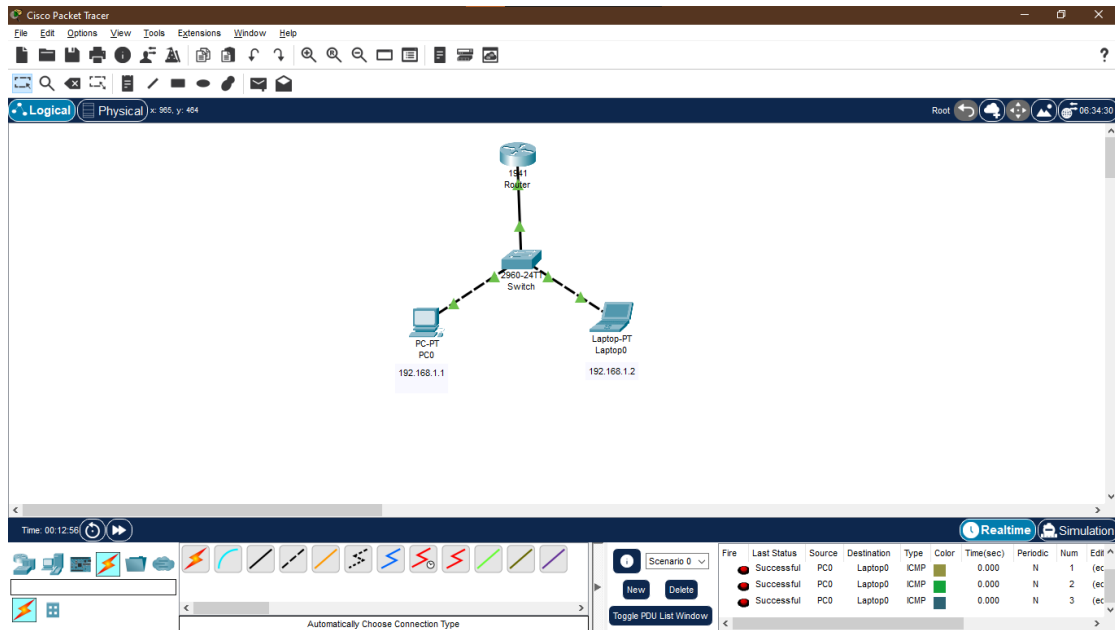 Cisco Packet Tracer
File Edit Options View Tools Extensions Window Help
?
Logical Physical x: 965, y: 464 Root 06:34:30
1941
Router
2960-24TT
Switch
PC-PT
PC0
192.168.1.1
Laptop-PT
Laptop0
192.168.1.2
Time: 00:12:56 Realtime Simulation
Scenario 0
New Delete
Toggle PDU List Window
Fire Last Status Source Destination Type Color Time(sec) Periodic Num Edit
Successful PC0 Laptop0 ICMP 0.000 N 1 (ed
Successful PC0 Laptop0 ICMP 0.000 N 2 (ed
Successful PC0 Laptop0 ICMP 0.000 N 3 (ed
Automatically Choose Connection Type